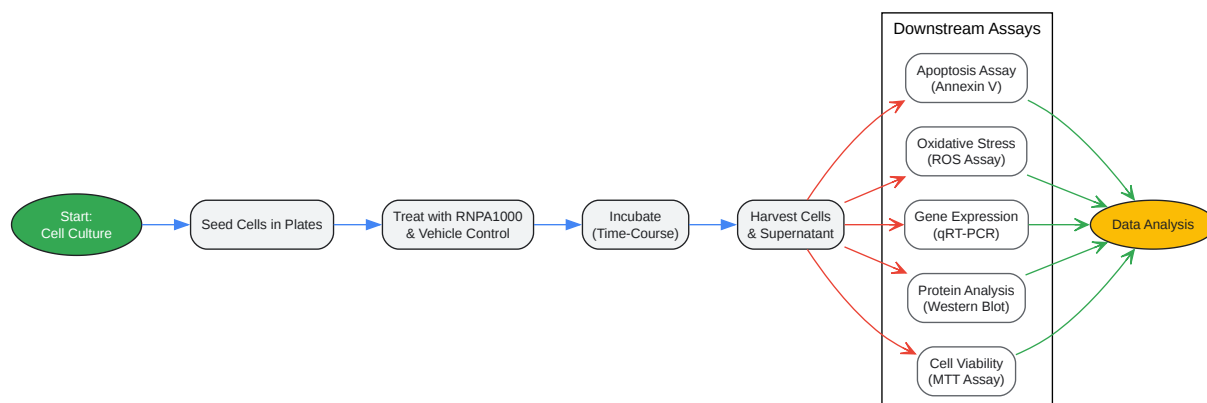 Start:
Cell Culture
Seed Cells in Plates
Treat with RNPA1000
& Vehicle Control
Incubate
(Time-Course)
Harvest Cells
& Supernatant
Downstream Assays
Apoptosis Assay
(Annexin V)
Oxidative Stress
(ROS Assay)
Gene Expression
(qRT-PCR)
Protein Analysis
(Western Blot)
Cell Viability
(MTT Assay)
Data Analysis